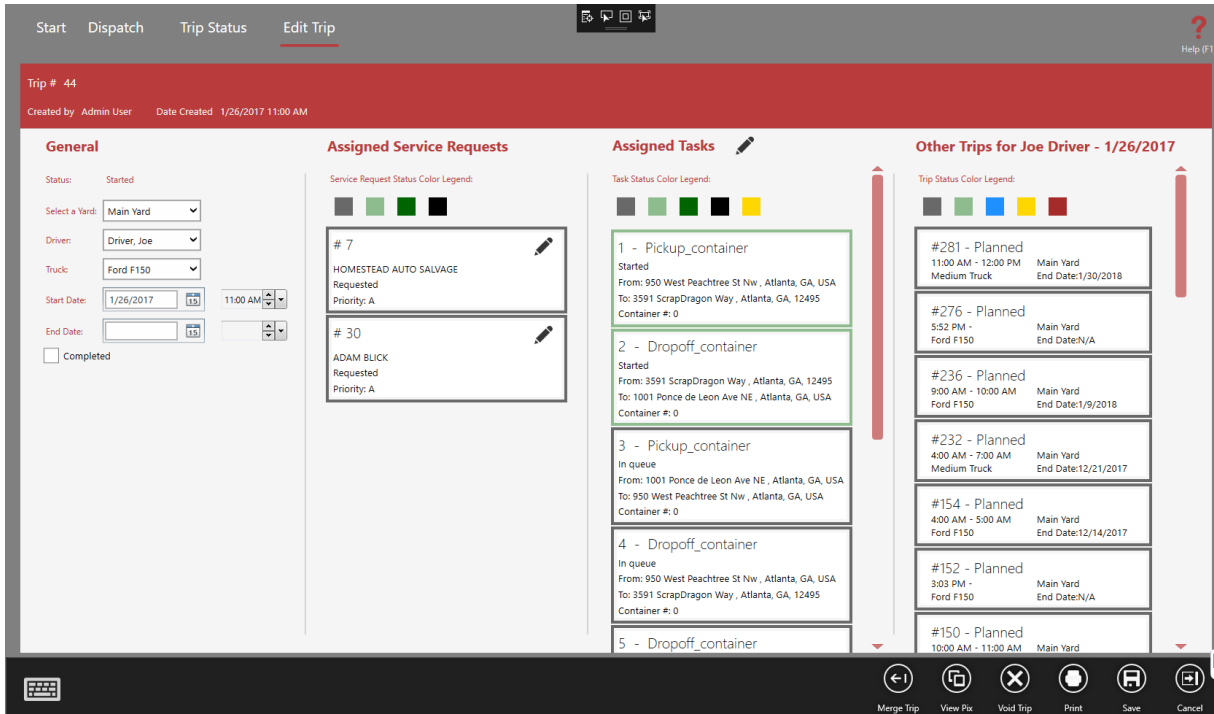 Start Dispatch Trip Status Edit Trip
Help (F1
Trip # 44
Created by Admin User Date Created 1/26/2017 11:00 AM
General
Status: Started
Select a Yard: Main Yard
Driver: Driver, Joe
Truck: Ford F150
Start Date: 1/26/2017 15 11:00 AM
End Date: 15
Completed
Assigned Service Requests
Service Request Status Color Legend:
# 7
HOMESTEAD AUTO SALVAGE
Requested
Priority: A
# 30
ADAM BLICK
Requested
Priority: A
Assigned Tasks
Task Status Color Legend:
1 - Pickup_container
Started
From: 950 West Peachtree St Nw , Atlanta, GA, USA
To: 3591 ScrapDragon Way , Atlanta, GA, 12495
Container #: 0
2 - Dropoff_container
Started
From: 3591 ScrapDragon Way , Atlanta, GA, 12495
To: 1001 Ponce de Leon Ave NE , Atlanta, GA, USA
Container #: 0
3 - Pickup_container
In queue
From: 1001 Ponce de Leon Ave NE , Atlanta, GA, USA
To: 950 West Peachtree St Nw , Atlanta, GA, USA
Container #: 0
4 - Dropoff_container
In queue
From: 950 West Peachtree St Nw , Atlanta, GA, USA
To: 3591 ScrapDragon Way , Atlanta, GA, 12495
Container #: 0
5 - Dropoff_container
Other Trips for Joe Driver - 1/26/2017
Trip Status Color Legend:
#281 - Planned
11:00 AM - 12:00 PM Main Yard
Medium Truck End Date:1/30/2018
#276 - Planned
5:52 PM - Main Yard
Ford F150 End Date:N/A
#236 - Planned
9:00 AM - 10:00 AM Main Yard
Ford F150 End Date:1/9/2018
#232 - Planned
4:00 AM - 7:00 AM Main Yard
Medium Truck End Date:12/21/2017
#154 - Planned
4:00 AM - 5:00 AM Main Yard
Ford F150 End Date:12/14/2017
#152 - Planned
3:03 PM - Main Yard
Ford F150 End Date:N/A
#150 - Planned
10:00 AM - 11:00 AM Main Yard
Merge Trip View Pix Void Trip Print Save Cancel